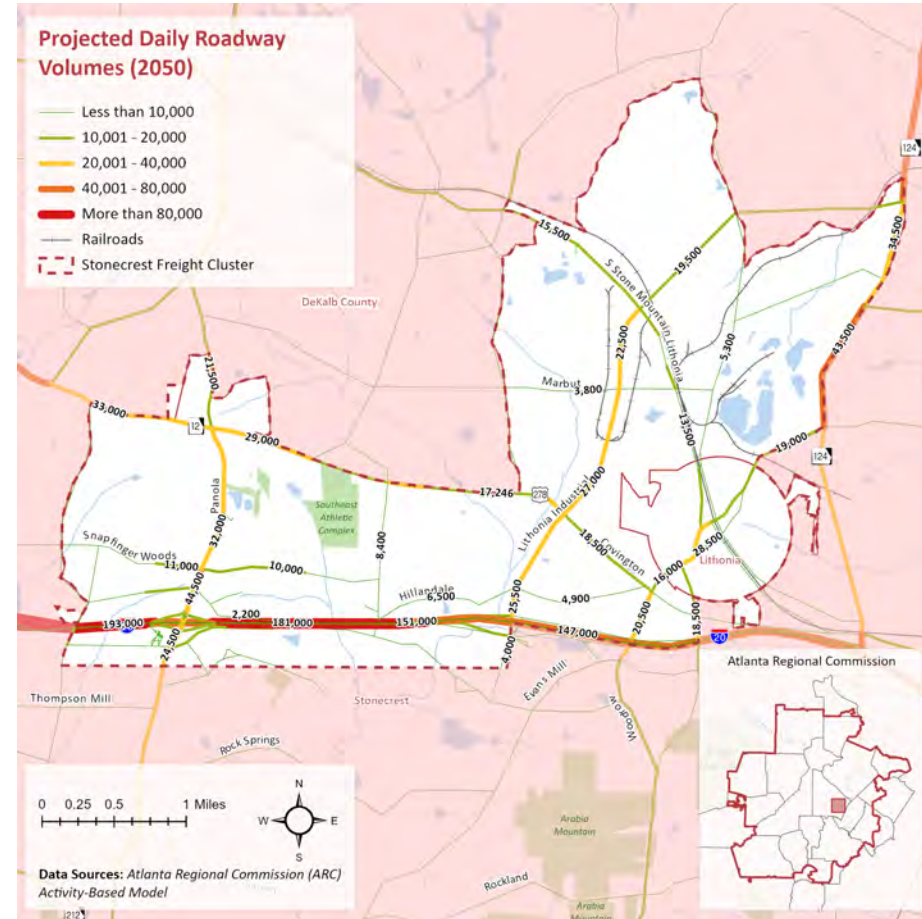 Projected Daily Roadway
Volumes (2050)
Less than 10,000
10,001 - 20,000
20,001 - 40,000
40,001 - 80,000
More than 80,000
Railroads
Stonecrest Freight Cluster
124
15,500
19,500
34,500
S Stone Mountain Lithonia
DeKalb County
22,500
5,300
43,500
21,500
Marbut
3,800
33,000
12
29,000
13,500
19,000
124
17,246
278
27,000
Lithonia Industrial
Panola
Southeast
Athletic
Complex
32,000
18,500
Covington
28,500
Lithonia
8,400
Snapfinger Woods
11,000
10,000
16,000
44,500
Hillandale
6,500
4,900
25,500
20,500
18,500
2,200
193,000
181,000
151,000
147,000
20
24,500
4,000
Evans Mill
Woodrow
Thompson Mill
Stonecrest
Rock Springs
Atlanta Regional Commission
0 0.25 0.5 1 Miles
N
W E
S
Arabia
Mountain
Data Sources: Atlanta Regional Commission (ARC)
Activity-Based Model
Rockland
Arabia
Mountain
212